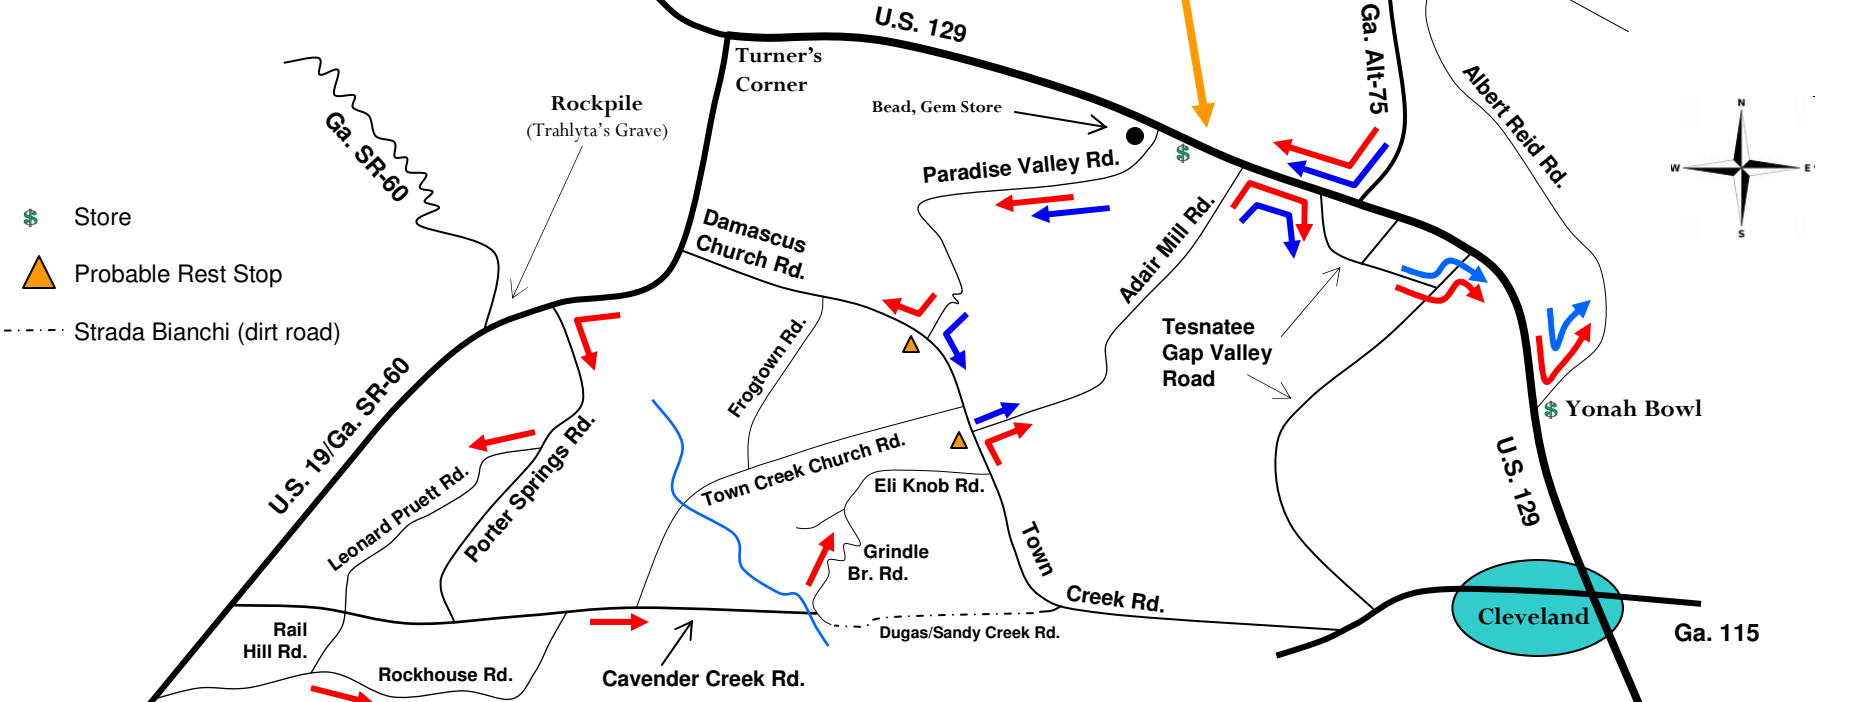 U.S. 129
Turner's
Corner
Ga. Alt-75
Albert Reid Rd.
Rockpile
(Trahlyta's Grave)
Bead, Gem Store
N
W
E
S
Ga. SR-60
$
Paradise Valley Rd.
$ Store
Probable Rest Stop
Strada Bianchi (dirt road)
Damascus
Church Rd.
Adair Mill Rd.
Tesnatee
Gap Valley
Road
Frogtown Rd.
U.S. 19/Ga. SR-60
$ Yonah Bowl
Porter Springs Rd.
Leonard Pruett Rd.
Town Creek Church Rd.
Eli Knob Rd.
U.S. 129
Grindle
Br. Rd.
Town
Creek Rd.
Cleveland
Ga. 115
Rail
Hill Rd.
Dugas/Sandy Creek Rd.
Rockhouse Rd.
Cavender Creek Rd.